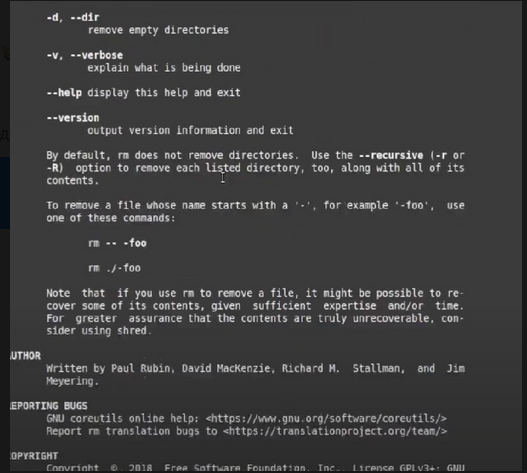 -d, --dir
remove empty directories
-v, --verbose
explain what is being done
--help display this help and exit
--version
output version information and exit
By default, rm does not remove directories. Use the --recursive (-r or
-R) option to remove each listed directory, too, along with all of its
contents.
To remove a file whose name starts with a '-', for example '-foo', use
one of these commands:
rm -- -foo
rm ./-foo
Note that if you use rm to remove a file, it might be possible to re-
cover some of its contents, given sufficient expertise and/or time.
For greater assurance that the contents are truly unrecoverable, con-
sider using shred.
UTHOR
Written by Paul Rubin, David MacKenzie, Richard M. Stallman, and Jim
Meyering.
EPORTING BUGS
GNU coreutils online help: <https://www.gnu.org/software/coreutils/>
Report rm translation bugs to <https://translationproject.org/team/>
OPYRIGHT
Copyright © 2018 Free Software Foundation, Inc. License GPLv3+: GNU